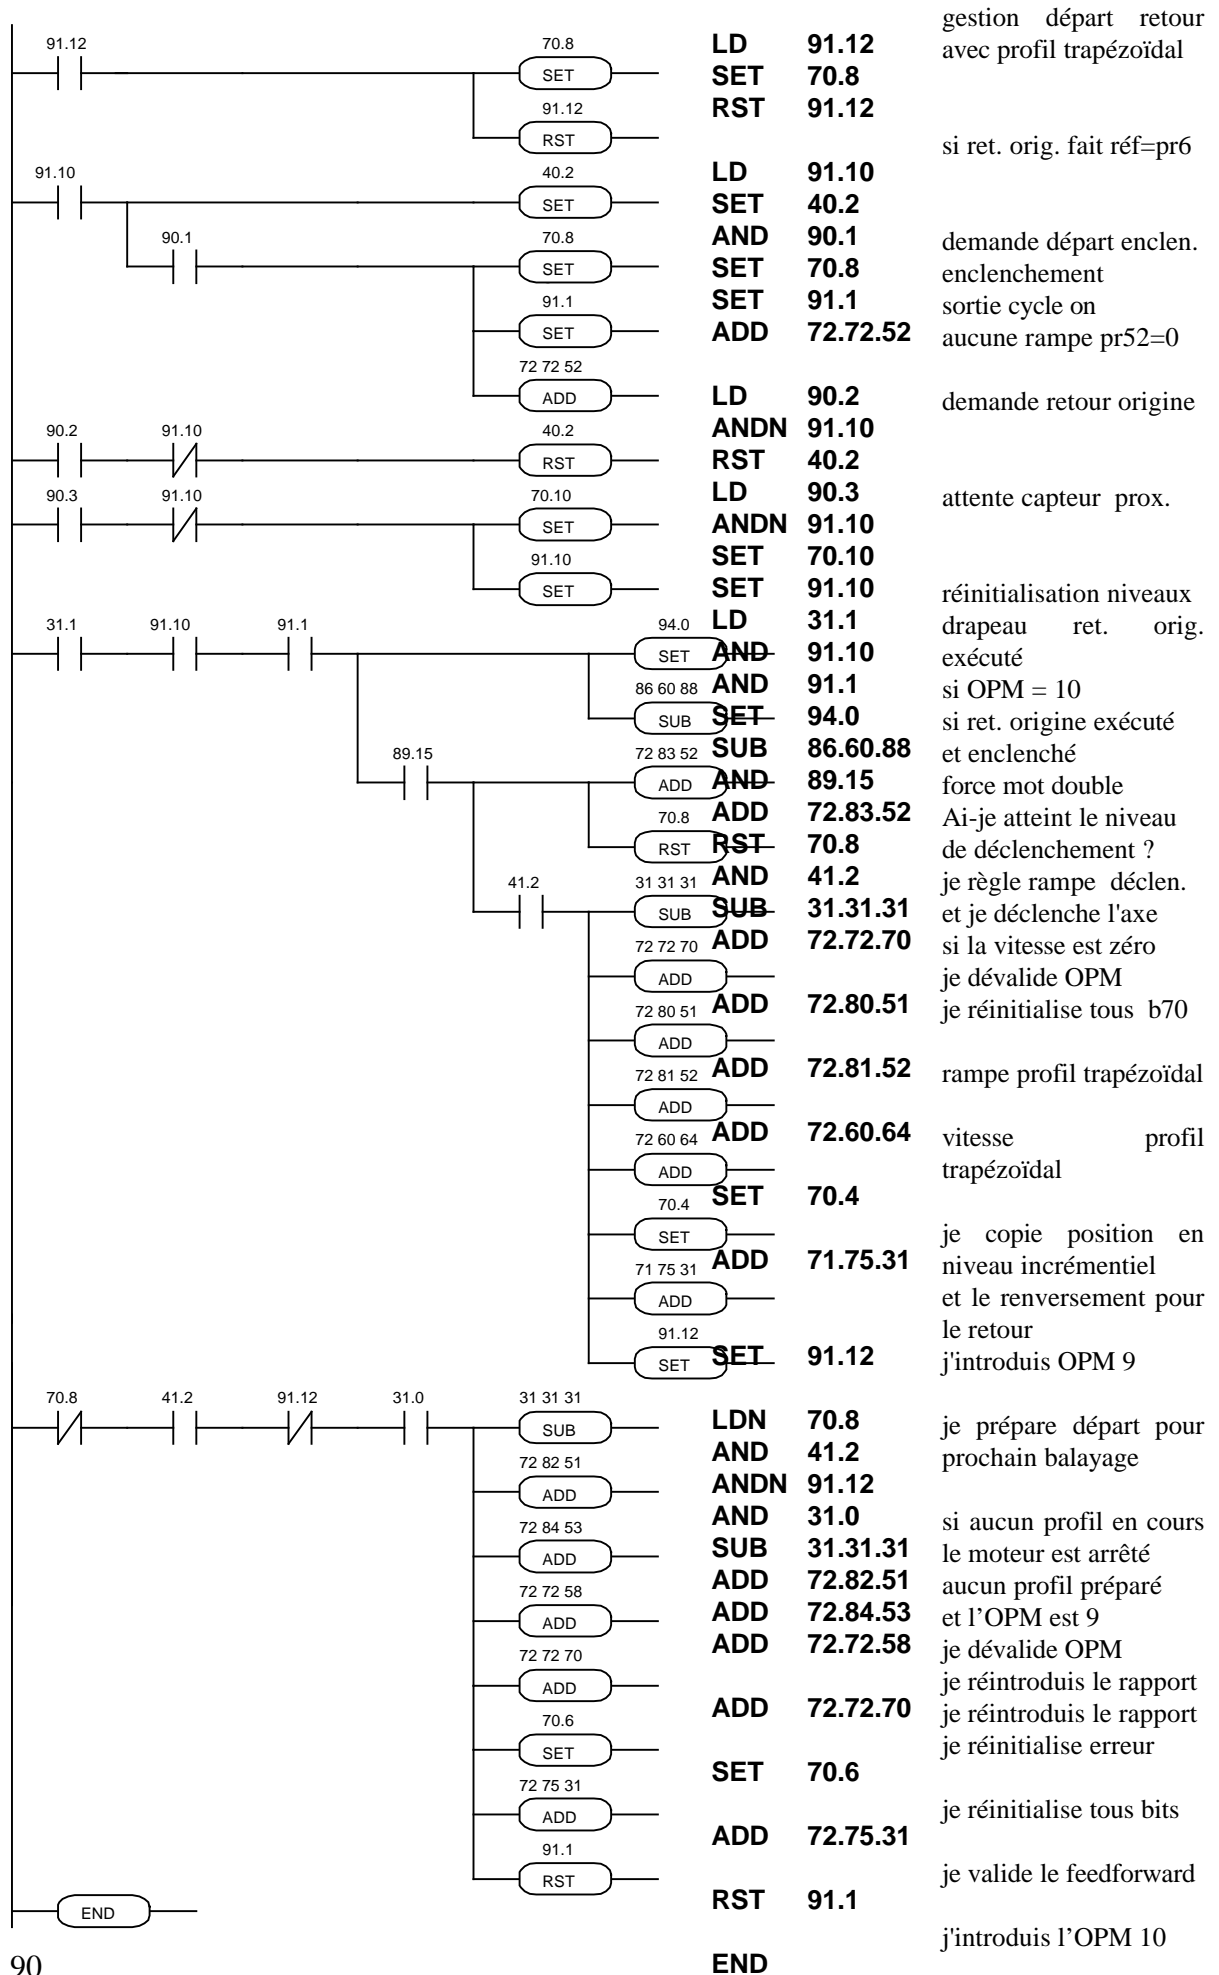 gestion départ retour
avec profil trapézoïdal
91.12 70.8
SET
91.12
RST
LD 91.12
SET 70.8
RST 91.12
si ret. orig. fait réf=pr6
91.10 40.2
SET
90.1 70.8
SET
91.1
SET
72 72 52
ADD
LD 91.10
SET 40.2
AND 90.1
SET 70.8
SET 91.1
ADD 72.72.52
demande départ enclen.
enclenchement
sortie cycle on
aucune rampe pr52=0
90.2 91.10 40.2
RST
90.3 91.10 70.10
SET
91.10
SET
LD 90.2
ANDN 91.10
RST 40.2
LD 90.3
ANDN 91.10
SET 70.10
SET 91.10
demande retour origine
attente capteur prox.
réinitialisation niveaux
drapeau ret. orig.
exécuté
si OPM = 10
si ret. origine exécuté
et enclenché
force mot double
Ai-je atteint le niveau
de déclenchement ?
je règle rampe déclen.
et je déclenche l'axe
si la vitesse est zéro
je dévalide OPM
je réinitialise tous b70
rampe profil trapézoïdal
vitesse profil
trapézoïdal
je copie position en
niveau incrémentiel
et le renversement pour
le retour
j'introduis OPM 9
31.1 91.10 91.1 94.0
SET
86 60 88
SUB
89.15 72 83 52
ADD
70.8
RST
41.2 31 31 31
SUB
72 72 70
ADD
72 80 51
ADD
72 81 52
ADD
72 60 64
ADD
70.4
SET
71 75 31
ADD
91.12
SET
LD 31.1
AND 91.10
AND 91.1
SET 94.0
SUB 86.60.88
AND 89.15
ADD 72.83.52
RST 70.8
AND 41.2
SUB 31.31.31
ADD 72.72.70
ADD 72.80.51
ADD 72.81.52
ADD 72.60.64
SET 70.4
ADD 71.75.31
SET 91.12
70.8 41.2 91.12 31.0 31 31 31
SUB
72 82 51
ADD
72 84 53
ADD
72 72 58
ADD
72 72 70
ADD
70.6
SET
72 75 31
ADD
91.1
RST
END
LDN 70.8
AND 41.2
ANDN 91.12
AND 31.0
SUB 31.31.31
ADD 72.82.51
ADD 72.84.53
ADD 72.72.58
ADD 72.72.70
SET 70.6
ADD 72.75.31
RST 91.1
END
je prépare départ pour
prochain balayage
si aucun profil en cours
le moteur est arrêté
aucun profil préparé
et l’OPM est 9
je dévalide OPM
je réintroduis le rapport
je réintroduis le rapport
je réinitialise erreur
je réinitialise tous bits
je valide le feedforward
j'introduis l’OPM 10
90